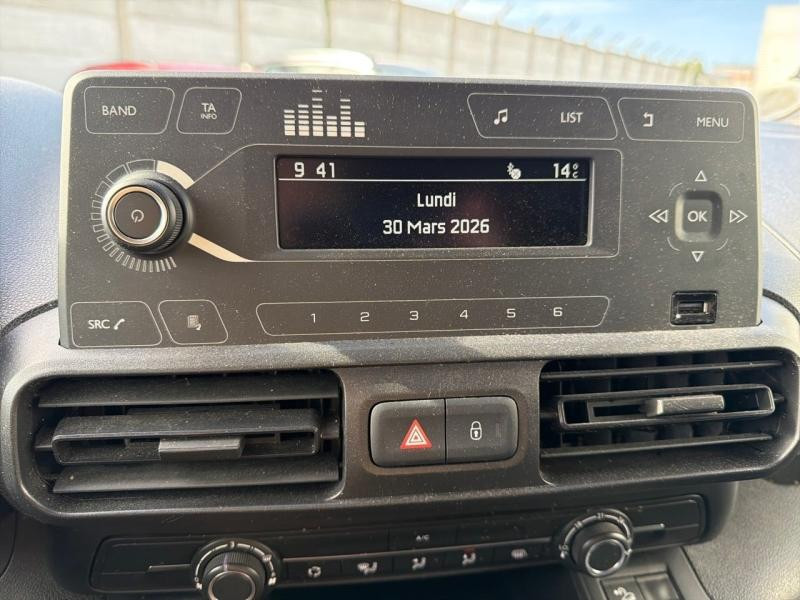 BAND
TA
INFO
LIST
MENU
9 41
14°C
Lundi
30 Mars 2026
OK
SRC
1 2 3 4 5 6
A/C